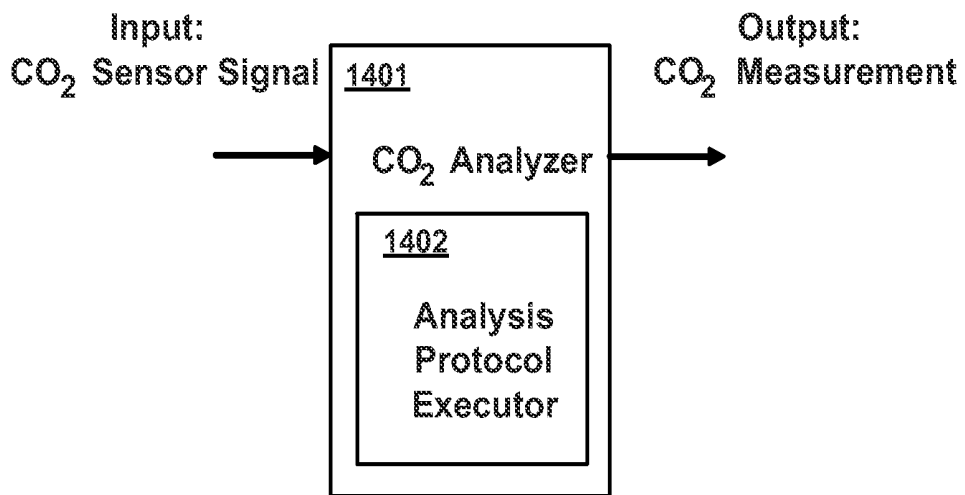 Input:
CO₂ Sensor Signal
1401
CO₂ Analyzer
1402
Analysis
Protocol
Executor
Output:
CO₂ Measurement